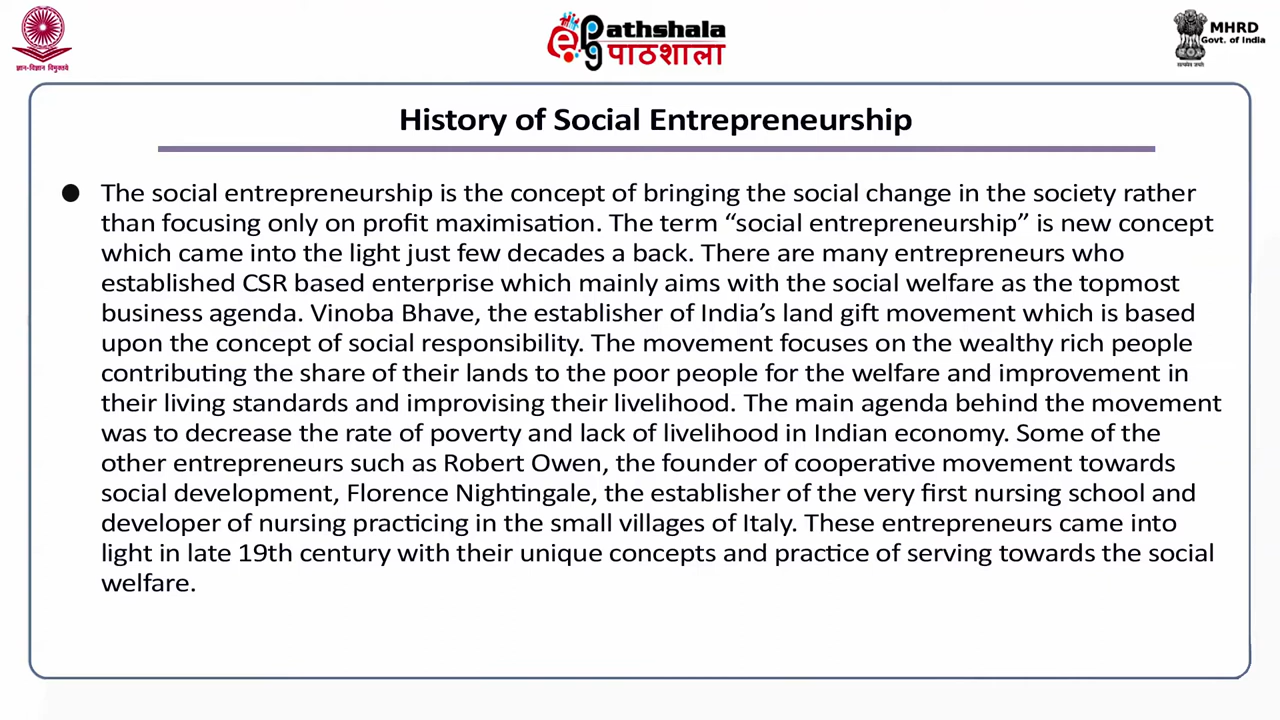 ज्ञान-विज्ञान विमुक्तये
Pathshala
पाठशाला
MHRD
Govt. of India
सत्यमेव जयते
History of Social Entrepreneurship
● The social entrepreneurship is the concept of bringing the social change in the society rather
than focusing only on profit maximisation. The term “social entrepreneurship” is new concept
which came into the light just few decades a back. There are many entrepreneurs who
established CSR based enterprise which mainly aims with the social welfare as the topmost
business agenda. Vinoba Bhave, the establisher of India’s land gift movement which is based
upon the concept of social responsibility. The movement focuses on the wealthy rich people
contributing the share of their lands to the poor people for the welfare and improvement in
their living standards and improvising their livelihood. The main agenda behind the movement
was to decrease the rate of poverty and lack of livelihood in Indian economy. Some of the
other entrepreneurs such as Robert Owen, the founder of cooperative movement towards
social development, Florence Nightingale, the establisher of the very first nursing school and
developer of nursing practicing in the small villages of Italy. These entrepreneurs came into
light in late 19th century with their unique concepts and practice of serving towards the social
welfare.